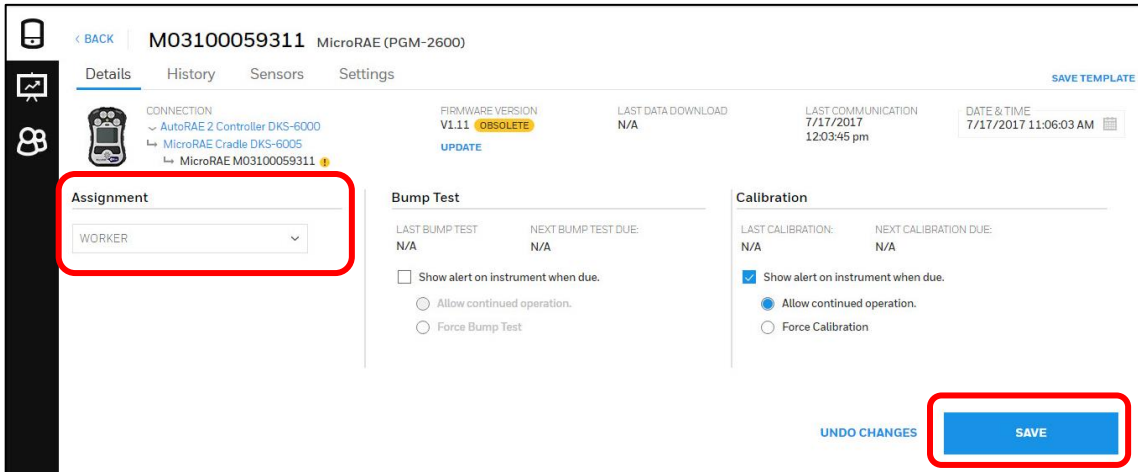 < BACK
M03100059311 MicroRAE (PGM-2600)
Details History Sensors Settings
SAVE TEMPLATE
CONNECTION
AutoRAE 2 Controller DKS-6000
MicroRAE Cradle DKS-6005
MicroRAE M03100059311
FIRMWARE VERSION
V1.11 OBSOLETE
UPDATE
LAST DATA DOWNLOAD
N/A
LAST COMMUNICATION
7/17/2017
12:03:45 pm
DATE & TIME
7/17/2017 11:06:03 AM
Assignment
WORKER
Bump Test
LAST BUMP TEST NEXT BUMP TEST DUE:
N/A N/A
Show alert on instrument when due.
Allow continued operation.
Force Bump Test
Calibration
LAST CALIBRATION: NEXT CALIBRATION DUE:
N/A N/A
Show alert on instrument when due.
Allow continued operation.
Force Calibration
UNDO CHANGES
SAVE